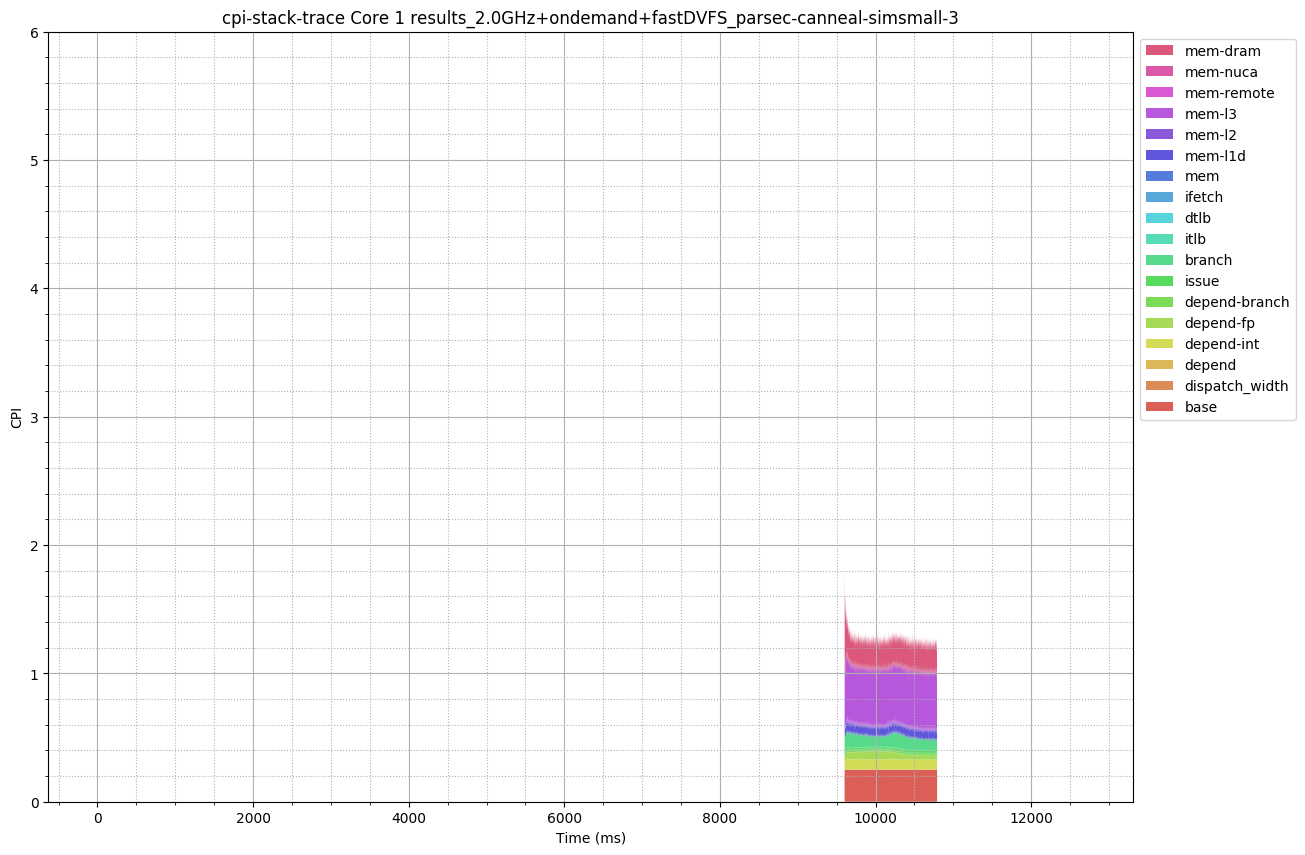 cpi-stack-trace Core 1 results_2.0GHz+ondemand+fastDVFS_parsec-canneal-simsmall-3
6
5
4
3
2
1
0
CPI
0
2000
4000
6000
8000
10000
12000
Time (ms)
mem-dram
mem-nuca
mem-remote
mem-l3
mem-l2
mem-l1d
mem
ifetch
dtlb
itlb
branch
issue
depend-branch
depend-fp
depend-int
depend
dispatch_width
base